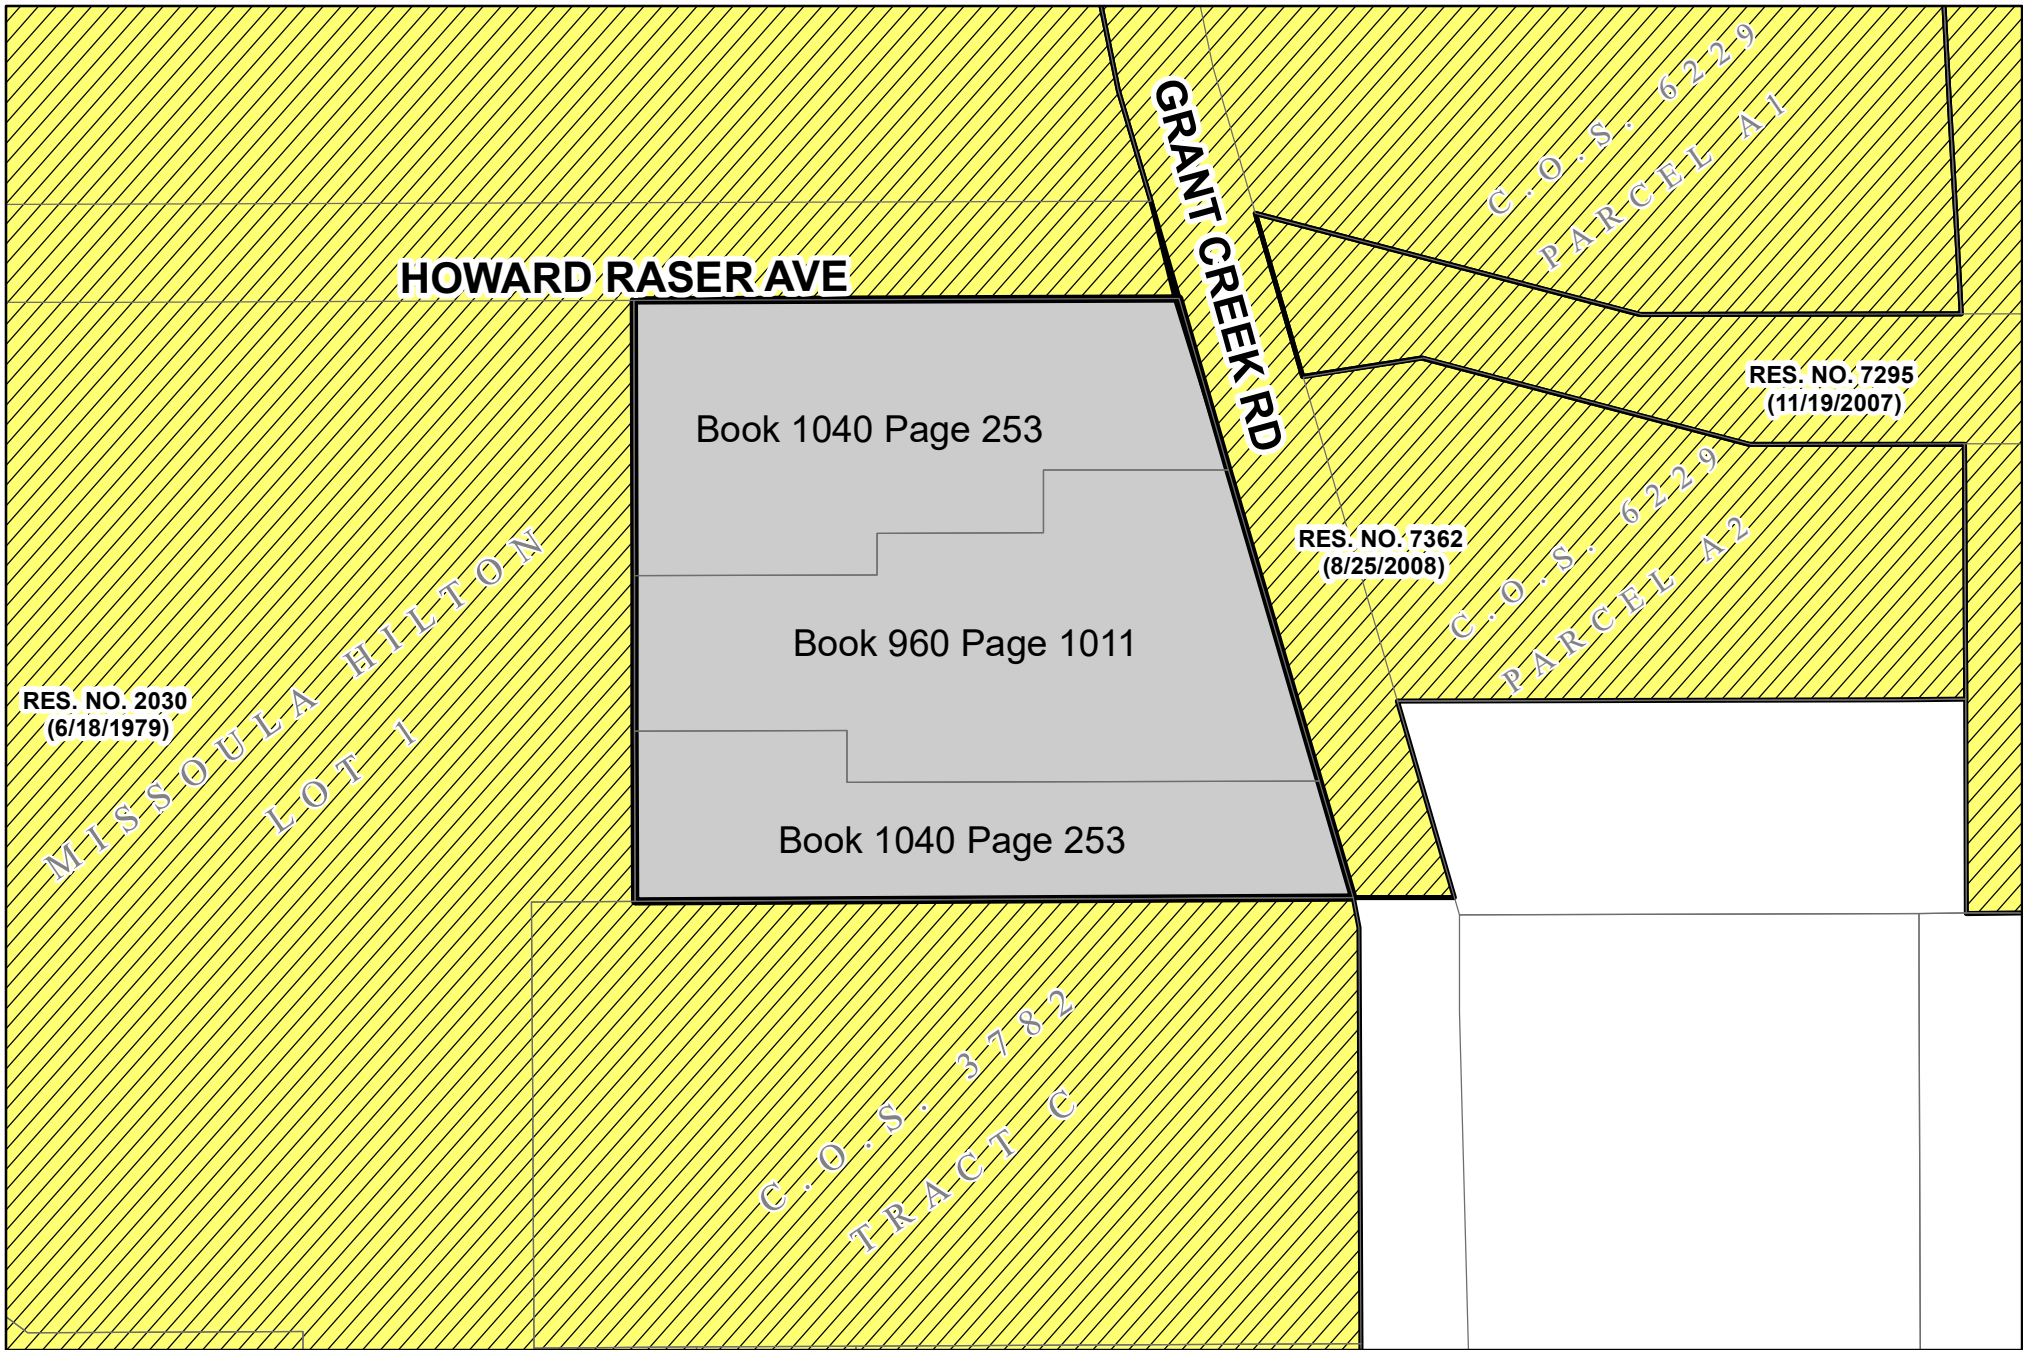 C.O.S. 6229
PARCEL A1
GRANT CREEK RD
HOWARD RASER AVE
RES. NO. 7295
(11/19/2007)
Book 1040 Page 253
C.O.S. 6229
PARCEL A2
RES. NO. 7362
(8/25/2008)
MISSOULA HILTON
LOT 1
Book 960 Page 1011
RES. NO. 2030
(6/18/1979)
Book 1040 Page 253
C.O.S. 3782
TRACT C